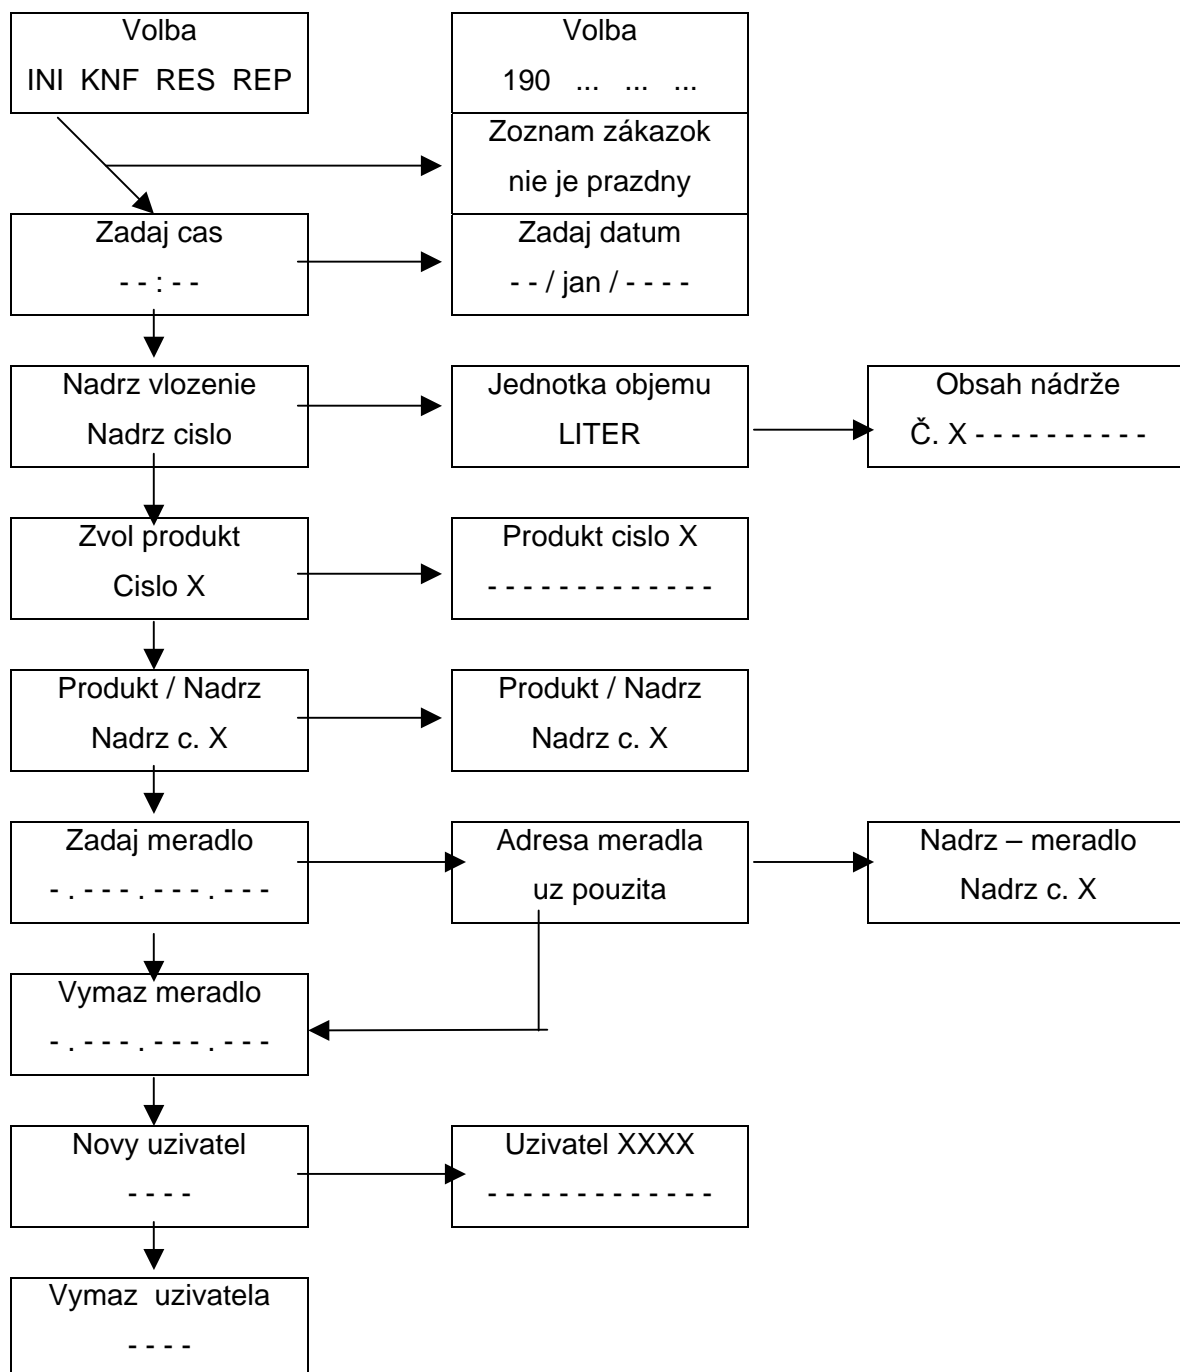 Volba
INI KNF RES REP
Volba
190 ... ... ...
Zoznam zákazok
nie je prazdny
Zadaj cas
- - : - -
Zadaj datum
- - / jan / - - - -
Nadrz vlozenie
Nadrz cislo
Jednotka objemu
LITER
Obsah nádrže
Č. X - - - - - - - - - -
Zvol produkt
Cislo X
Produkt cislo X
- - - - - - - - - - - - -
Produkt / Nadrz
Nadrz c. X
Produkt / Nadrz
Nadrz c. X
Zadaj meradlo
- . - - - . - - - . - - -
Adresa meradla
uz pouzita
Nadrz – meradlo
Nadrz c. X
Vymaz meradlo
- . - - - . - - - . - - -
Novy uzivatel
- - - -
Uzivatel XXXX
- - - - - - - - - - - - -
Vymaz uzivatela
- - - -